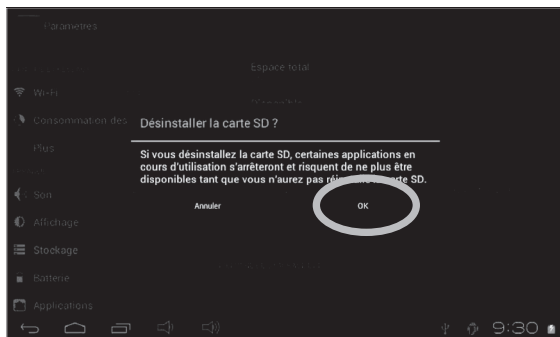 Paramètres
Espace total
Wi-Fi
Consommation des
Désinstaller la carte SD ?
Plus
Si vous désinstallez la carte SD, certaines applications en
cours d'utilisation s'arrêteront et risquent de ne plus être
disponibles tant que vous n'aurez pas SD.
Son
Annuler
OK
Affichage
Stockage
Batterie
Applications
9:30